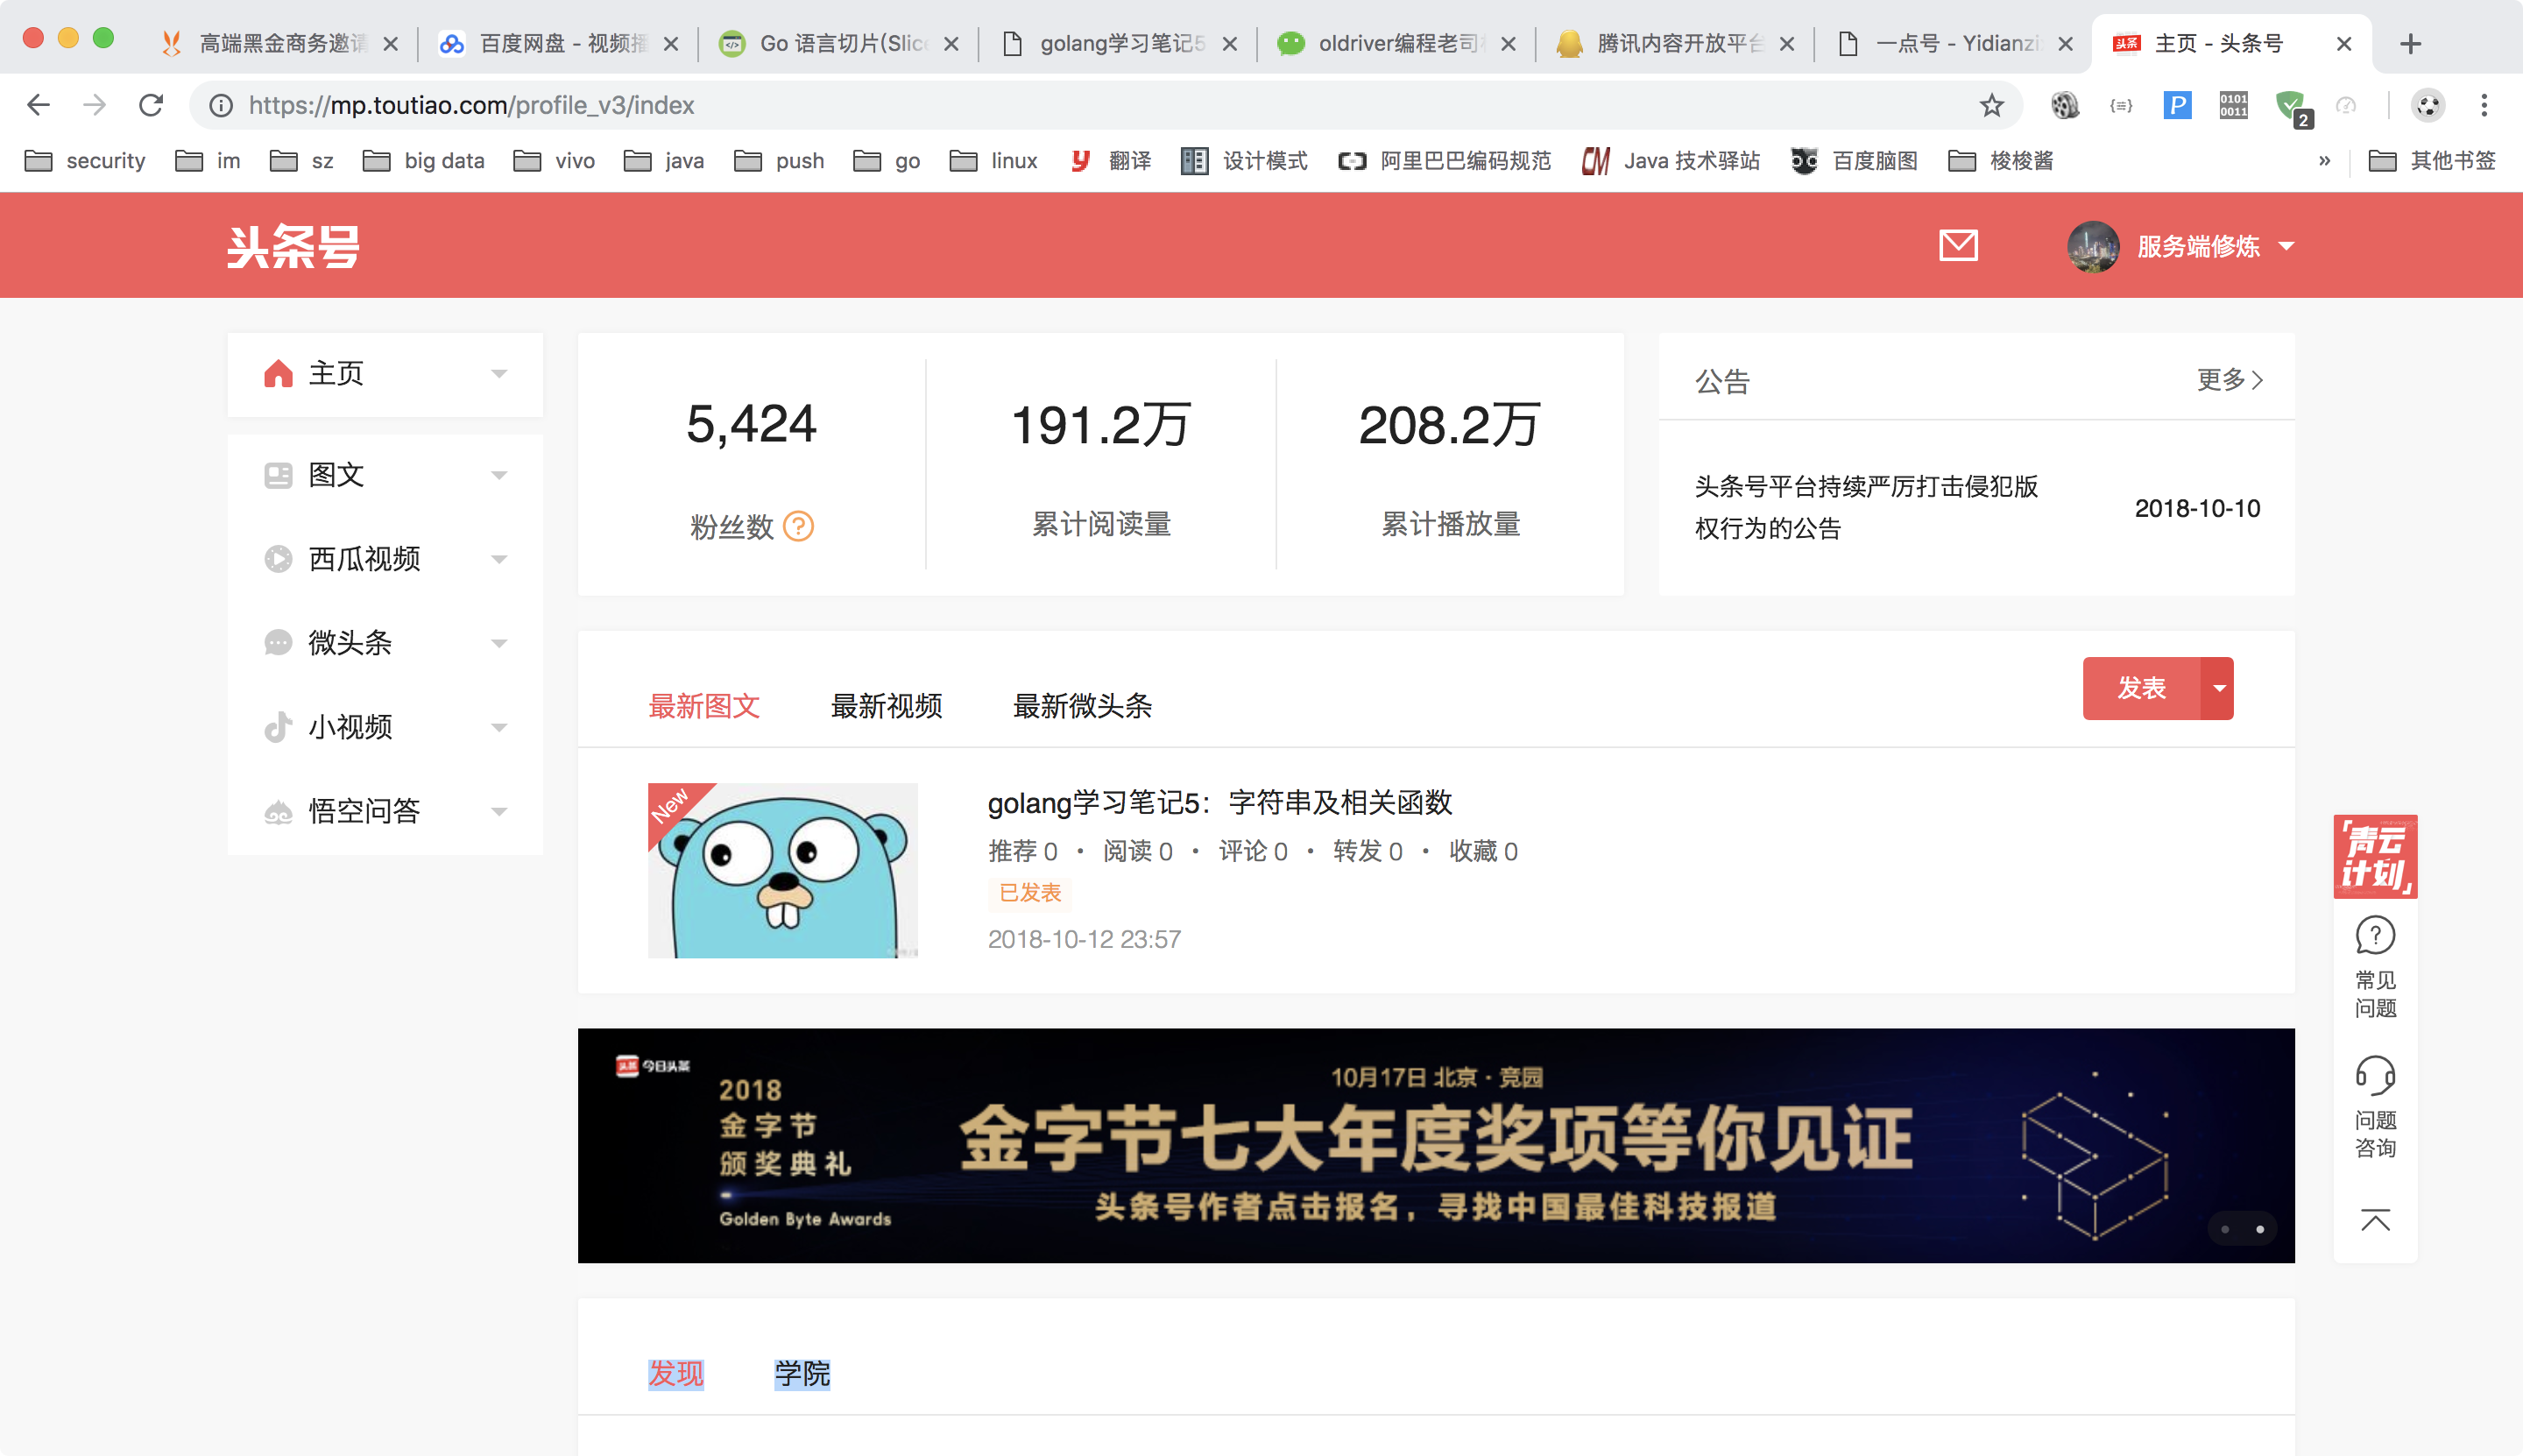 高端黑金商务邀请
百度网盘 - 视频播
Go 语言切片(Slice
golang学习笔记5
oldriver编程老司
腾讯内容开放平台
一点号 - Yidianzi
主页 - 头条号
https://mp.toutiao.com/profile_v3/index
P
0101
0011
2
security
im
sz
big data
vivo
java
push
go
linux
翻译
设计模式
阿里巴巴编码规范
Java 技术驿站
百度脑图
梭梭酱
»
其他书签
头条号
服务端修炼
主页
图文
西瓜视频
微头条
小视频
悟空问答
5,424
粉丝数
191.2万
累计阅读量
208.2万
累计播放量
公告
更多
头条号平台持续严厉打击侵犯版
权行为的公告
2018-10-10
最新图文
最新视频
最新微头条
发表
New
golang学习笔记5：字符串及相关函数
推荐 0 · 阅读 0 · 评论 0 · 转发 0 · 收藏 0
已发表
2018-10-12 23:57
头条 今日头条
2018
金字节
颁奖典礼
Golden Byte Awards
10月17日 北京 · 竞园
金字节七大年度奖项等你见证
头条号作者点击报名，寻找中国最佳科技报道
「青云
计划」
常见
问题
问题
咨询
发现
学院